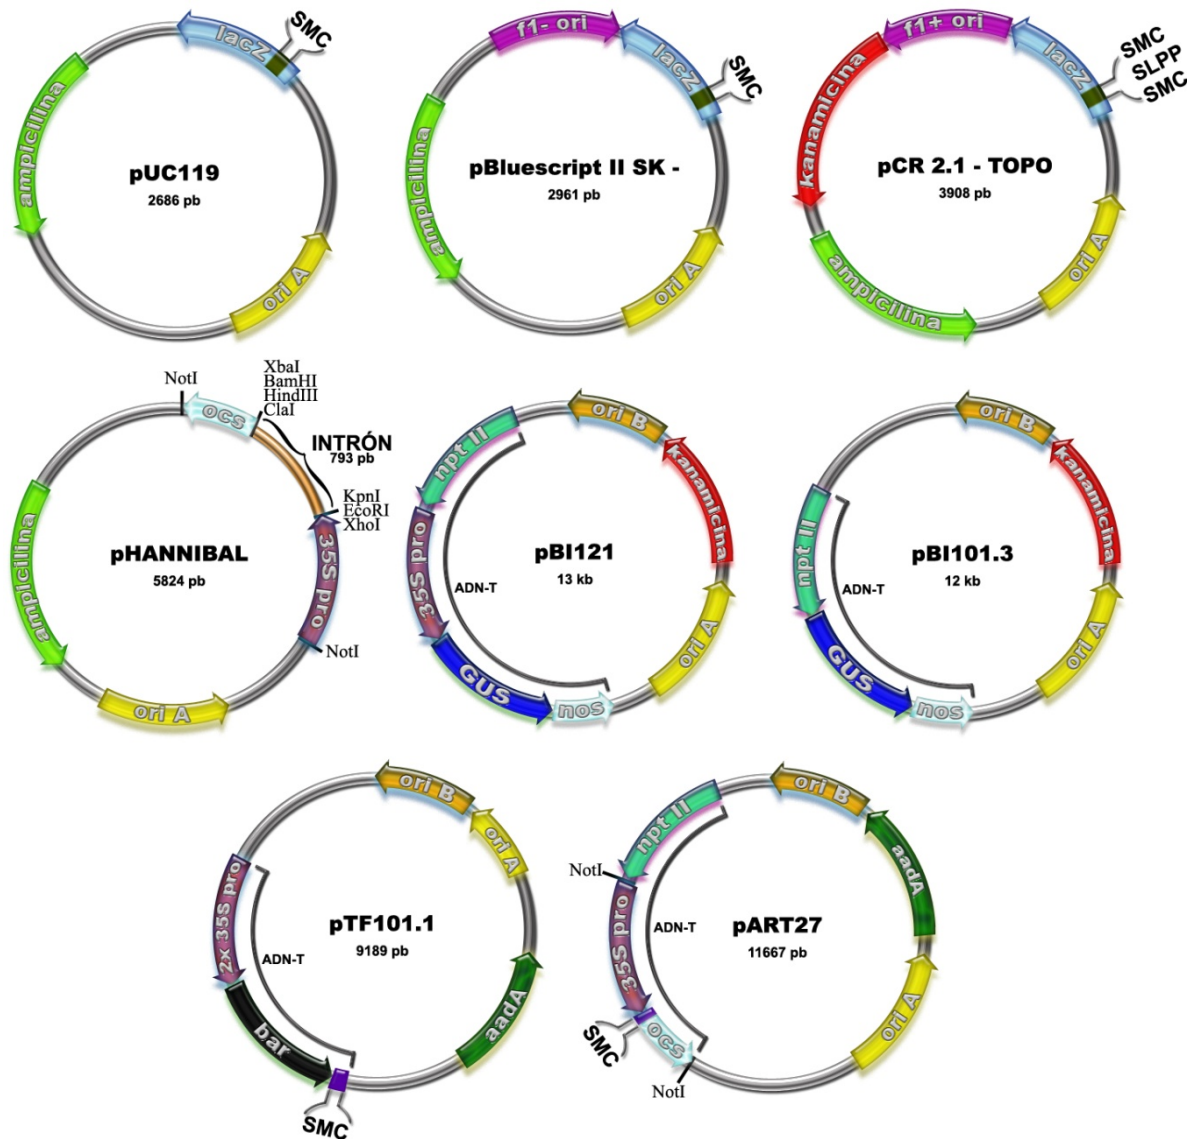 SMC
lacZ
ampicilina
pUC119
2686 pb
ori A
f1- ori
lacZ
SMC
ampicilina
pBluescript II SK -
2961 pb
ori A
f1+ ori
lacZ
SMC
SLPP
SMC
kanamicina
pCR 2.1 - TOPO
3908 pb
ampicilina
ori A
NotI
ocs
XbaI
BamHI
HindIII
ClaI
INTRÓN
793 pb
KpnI
EcoRI
XhoI
ampicilina
pHANNIBAL
5824 pb
35S pro
NotI
ori A
npt II
ori B
kanamicina
35S pro
ADN-T
pBI121
13 kb
GUS
nos
ori A
ori B
kanamicina
npt II
ADN-T
pBI101.3
12 kb
GUS
nos
ori A
ori B
ori A
2x 35S pro
ADN-T
pTF101.1
9189 pb
bar
aadA
SMC
npt II
ori B
aadA
NotI
35S pro
ADN-T
pART27
11667 pb
SMC
ocs
NotI
ori A